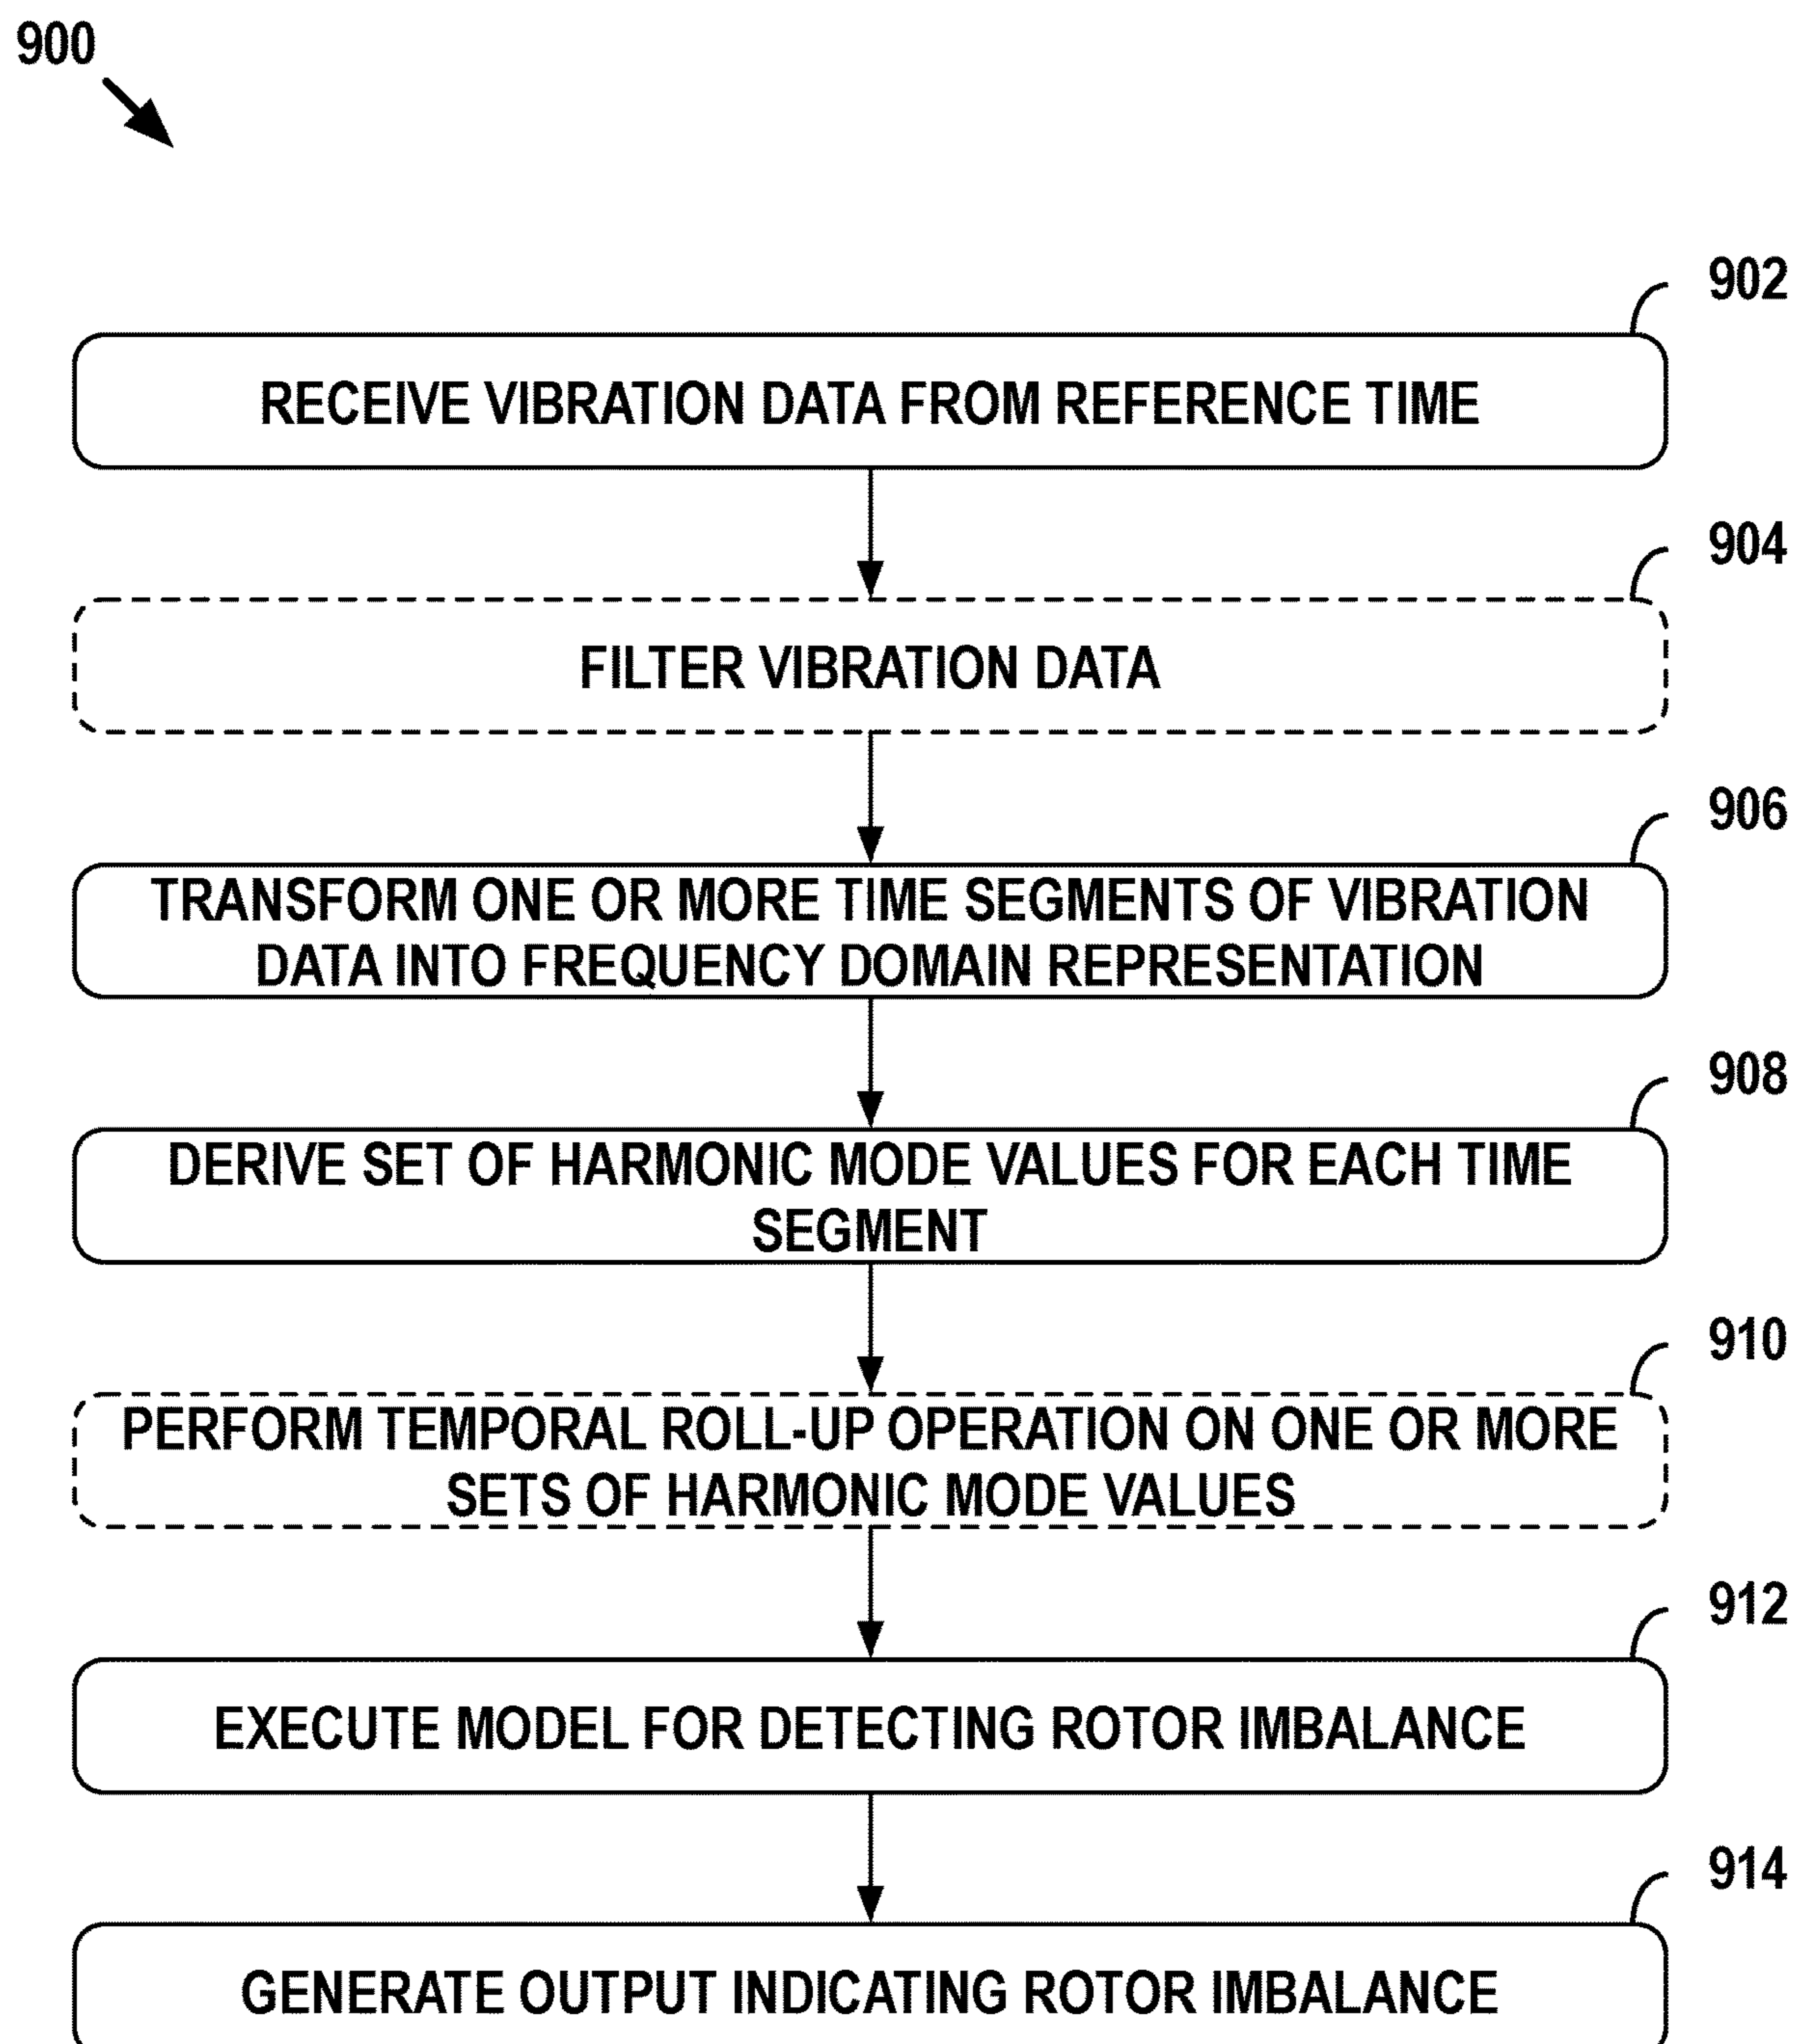 900
902
RECEIVE VIBRATION DATA FROM REFERENCE TIME
904
FILTER VIBRATION DATA
906
TRANSFORM ONE OR MORE TIME SEGMENTS OF VIBRATION
DATA INTO FREQUENCY DOMAIN REPRESENTATION
908
DERIVE SET OF HARMONIC MODE VALUES FOR EACH TIME
SEGMENT
910
PERFORM TEMPORAL ROLL-UP OPERATION ON ONE OR MORE
SETS OF HARMONIC MODE VALUES
912
EXECUTE MODEL FOR DETECTING ROTOR IMBALANCE
914
GENERATE OUTPUT INDICATING ROTOR IMBALANCE